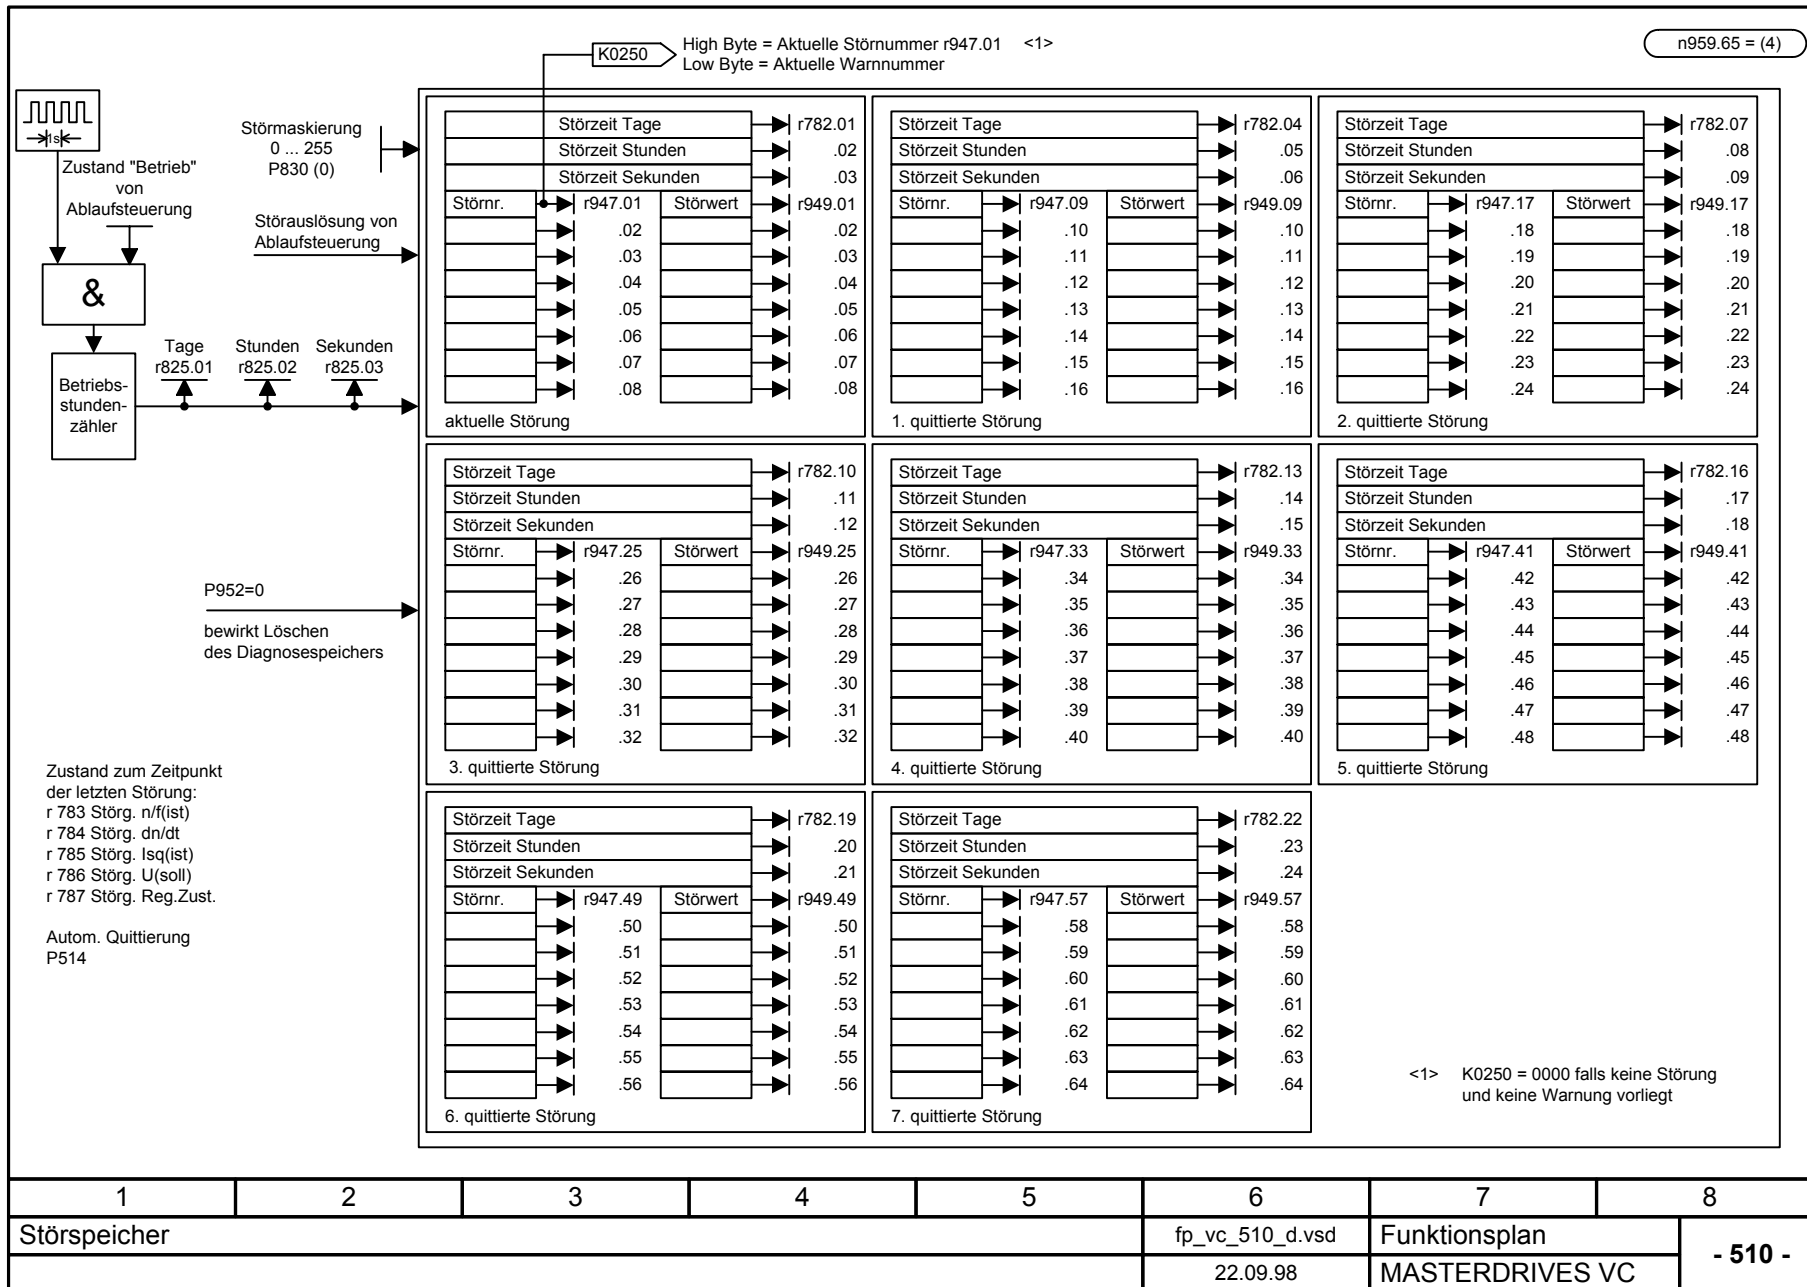 K0250
High Byte = Aktuelle Störnummer r947.01 <1>
Low Byte = Aktuelle Warnnummer
n959.65 = (4)
1s
Zustand "Betrieb"
von
Ablaufsteuerung
&
Betriebs-
stunden-
zähler
Tage
r825.01
Stunden
r825.02
Sekunden
r825.03
Störmaskierung
0 ... 255
P830 (0)
Störauslösung von
Ablaufsteuerung
P952=0
bewirkt Löschen
des Diagnosespeichers
Zustand zum Zeitpunkt
der letzten Störung:
r 783 Störg. n/f(ist)
r 784 Störg. dn/dt
r 785 Störg. Isq(ist)
r 786 Störg. U(soll)
r 787 Störg. Reg.Zust.
Autom. Quittierung
P514
Störzeit Tage r782.01
Störzeit Stunden .02
Störzeit Sekunden .03
Störnr. r947.01 Störwert r949.01
.02 .02
.03 .03
.04 .04
.05 .05
.06 .06
.07 .07
.08 .08
aktuelle Störung
Störzeit Tage r782.04
Störzeit Stunden .05
Störzeit Sekunden .06
Störnr. r947.09 Störwert r949.09
.10 .10
.11 .11
.12 .12
.13 .13
.14 .14
.15 .15
.16 .16
1. quittierte Störung
Störzeit Tage r782.07
Störzeit Stunden .08
Störzeit Sekunden .09
Störnr. r947.17 Störwert r949.17
.18 .18
.19 .19
.20 .20
.21 .21
.22 .22
.23 .23
.24 .24
2. quittierte Störung
Störzeit Tage r782.10
Störzeit Stunden .11
Störzeit Sekunden .12
Störnr. r947.25 Störwert r949.25
.26 .26
.27 .27
.28 .28
.29 .29
.30 .30
.31 .31
.32 .32
3. quittierte Störung
Störzeit Tage r782.13
Störzeit Stunden .14
Störzeit Sekunden .15
Störnr. r947.33 Störwert r949.33
.34 .34
.35 .35
.36 .36
.37 .37
.38 .38
.39 .39
.40 .40
4. quittierte Störung
Störzeit Tage r782.16
Störzeit Stunden .17
Störzeit Sekunden .18
Störnr. r947.41 Störwert r949.41
.42 .42
.43 .43
.44 .44
.45 .45
.46 .46
.47 .47
.48 .48
5. quittierte Störung
Störzeit Tage r782.19
Störzeit Stunden .20
Störzeit Sekunden .21
Störnr. r947.49 Störwert r949.49
.50 .50
.51 .51
.52 .52
.53 .53
.54 .54
.55 .55
.56 .56
6. quittierte Störung
Störzeit Tage r782.22
Störzeit Stunden .23
Störzeit Sekunden .24
Störnr. r947.57 Störwert r949.57
.58 .58
.59 .59
.60 .60
.61 .61
.62 .62
.63 .63
.64 .64
7. quittierte Störung
<1> K0250 = 0000 falls keine Störung
und keine Warnung vorliegt
1 2 3 4 5 6 7 8
Störspeicher fp_vc_510_d.vsd Funktionsplan - 510 -
22.09.98 MASTERDRIVES VC